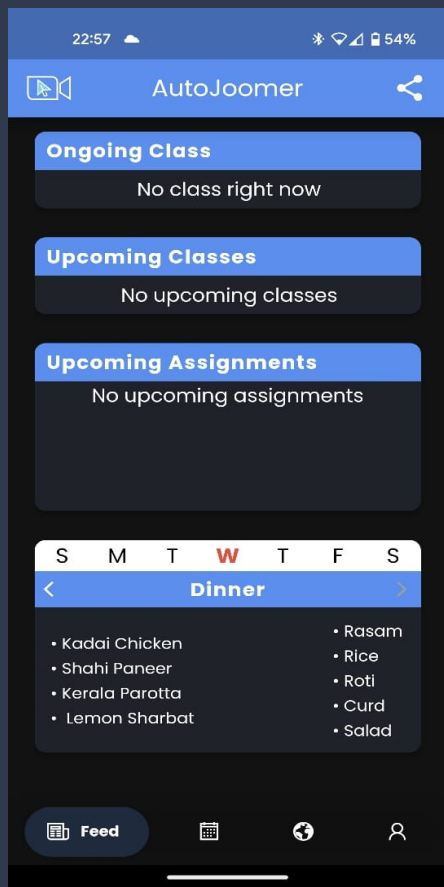 22:57 54%
AutoJoomer
Ongoing Class
No class right now
Upcoming Classes
No upcoming classes
Upcoming Assignments
No upcoming assignments
S M T W T F S
Dinner
• Kadai Chicken
• Shahi Paneer
• Kerala Parotta
• Lemon Sharbat
• Rasam
• Rice
• Roti
• Curd
• Salad
Feed